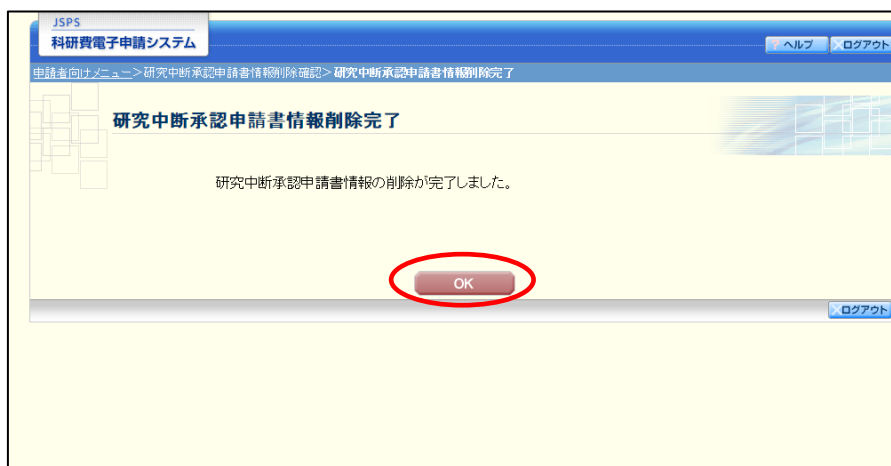 JSPS
科研費電子申請システム
? ヘルプ
×ログアウト
申請者向けメニュー>研究中断承認申請書情報削除確認>研究中断承認申請書情報削除完了
研究中断承認申請書情報削除完了
研究中断承認申請書情報の削除が完了しました。
OK
×ログアウト